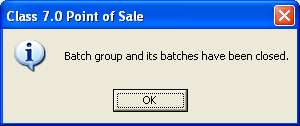 Class 7.0 Point of Sale
Batch group and its batches have been closed.
OK